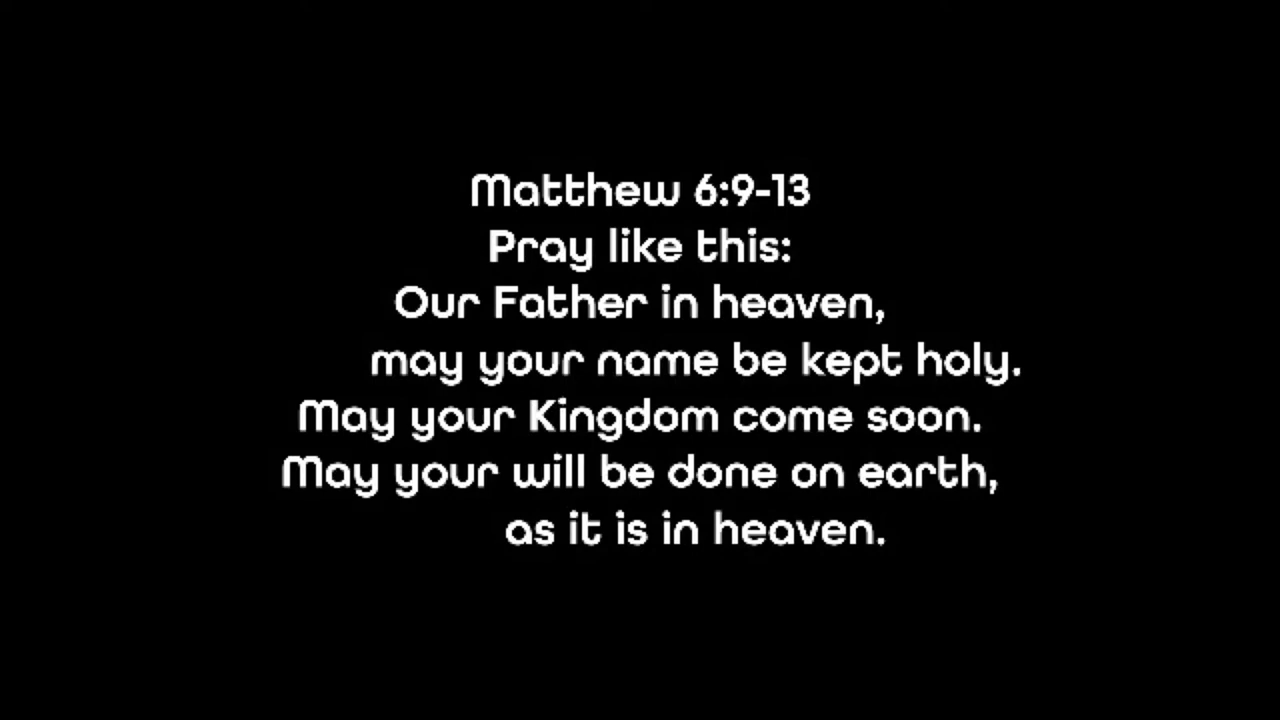 Matthew 6:9-13
Pray like this:
Our Father in heaven,
may your name be kept holy.
May your Kingdom come soon.
May your will be done on earth,
as it is in heaven.